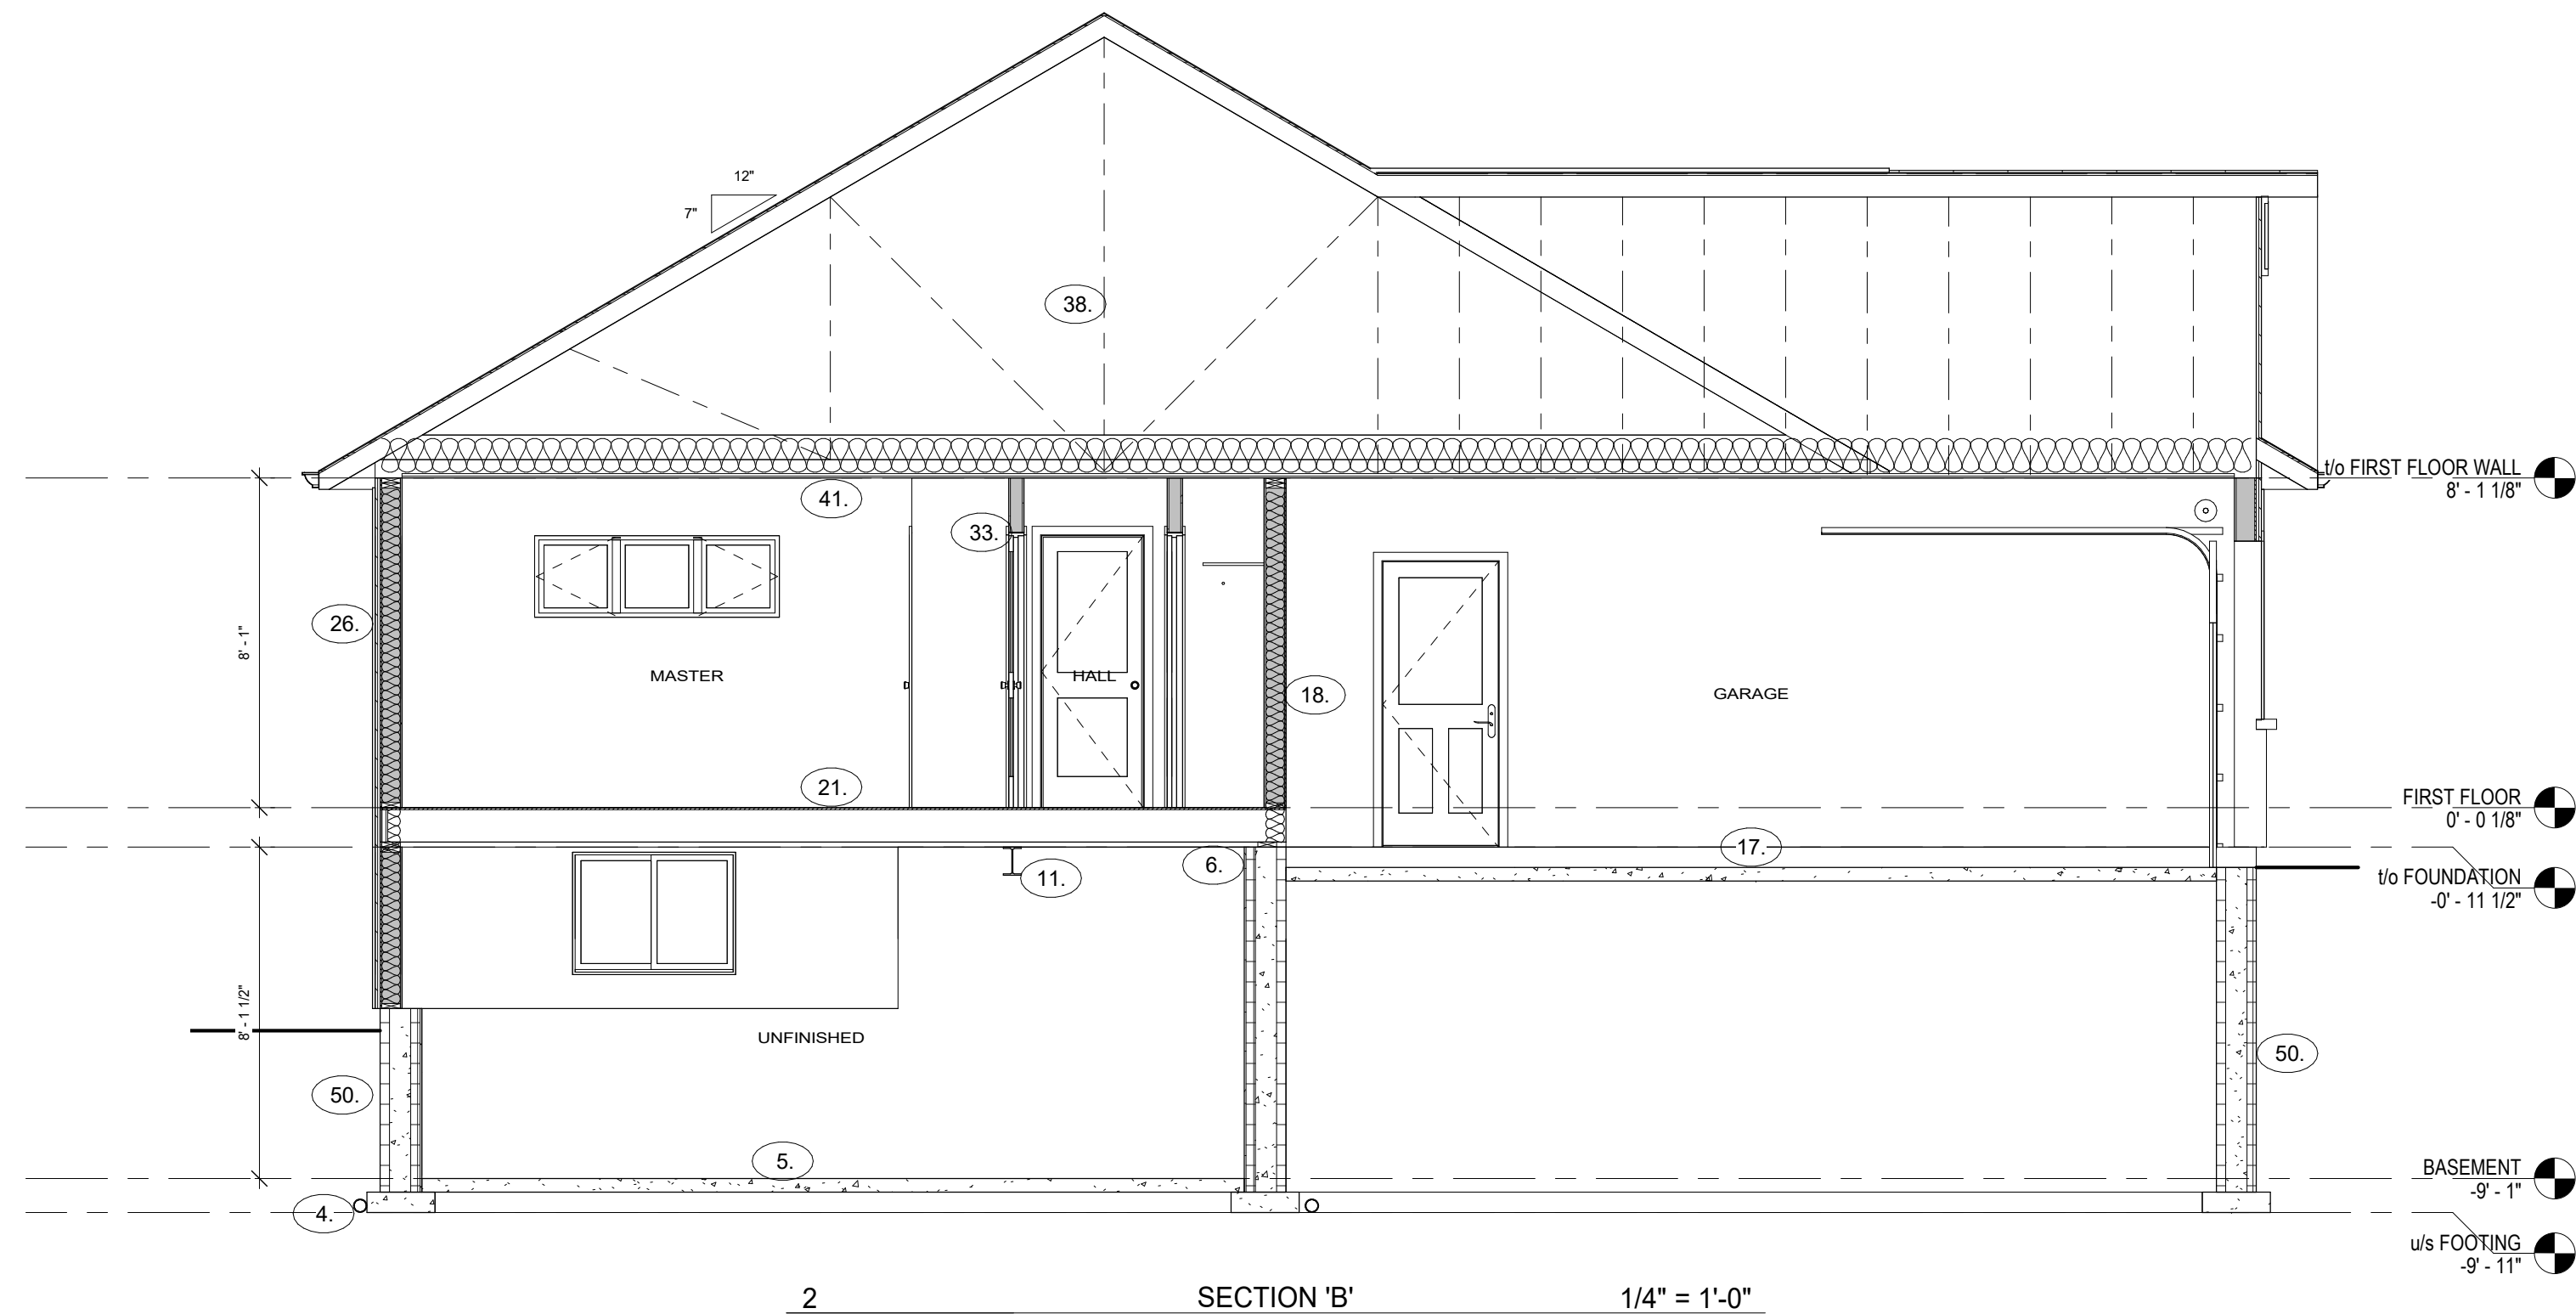 12"
7"
38.
t/o FIRST FLOOR WALL
8' - 1 1/8"
41.
33.
26.
8' - 1"
MASTER
HALL
18.
GARAGE
21.
FIRST FLOOR
0' - 0 1/8"
17.
6.
11.
t/o FOUNDATION
-0' - 11 1/2"
8' - 1 1/2"
UNFINISHED
50.
50.
5.
BASEMENT
-9' - 1"
4.
u/s FOOTING
-9' - 11"
2 SECTION 'B' 1/4" = 1'-0"